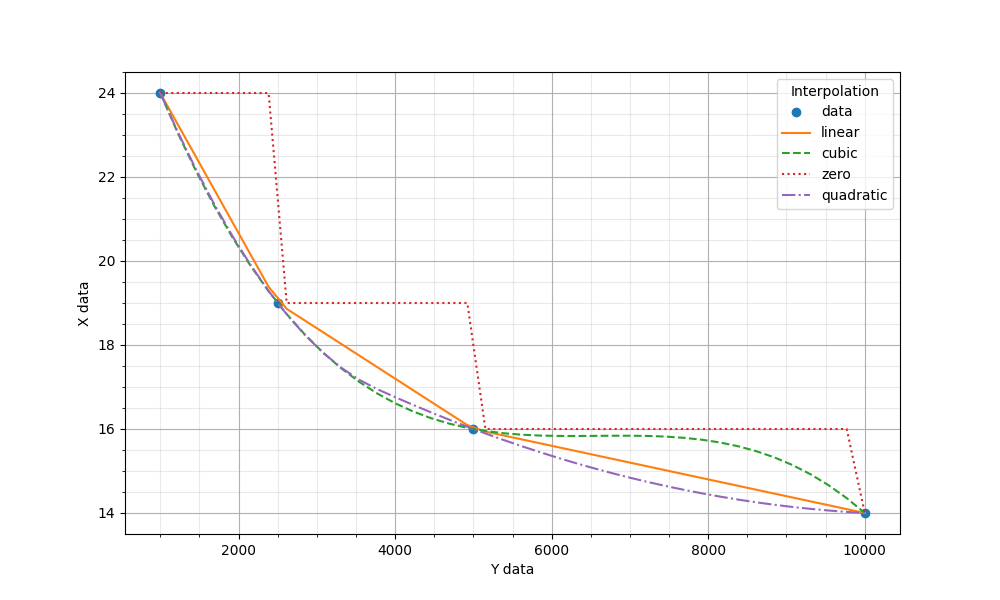 Interpolation
data
linear
cubic
zero
quadratic
24
22
20
18
16
14
X data
2000
4000
6000
8000
10000
Y data